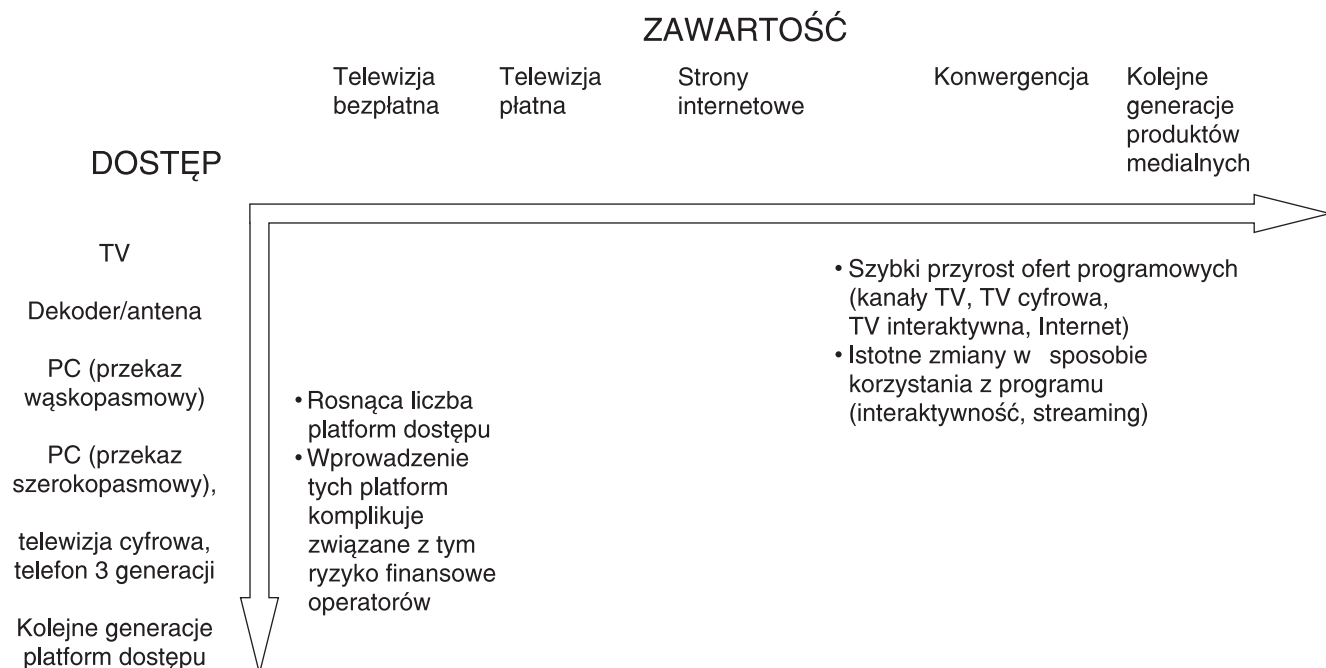 ZAWARTOŚĆ
Telewizja
bezpłatna
Telewizja
płatna
Strony
internetowe
Konwergencja
Kolejne
generacje
produktów
medialnych
DOSTĘP
TV
Dekoder/antena
PC (przekaz
wąskopasmowy)
PC (przekaz
szerokopasmowy),
telewizja cyfrowa,
telefon 3 generacji
Kolejne generacje
platform dostępu
• Rosnąca liczba
platform dostępu
• Wprowadzenie
tych platform
komplikuje
związane z tym
ryzyko finansowe
operatorów
• Szybki przyrost ofert programowych
(kanały TV, TV cyfrowa,
TV interaktywna, Internet)
• Istotne zmiany w sposobie
korzystania z programu
(interaktywność, streaming)